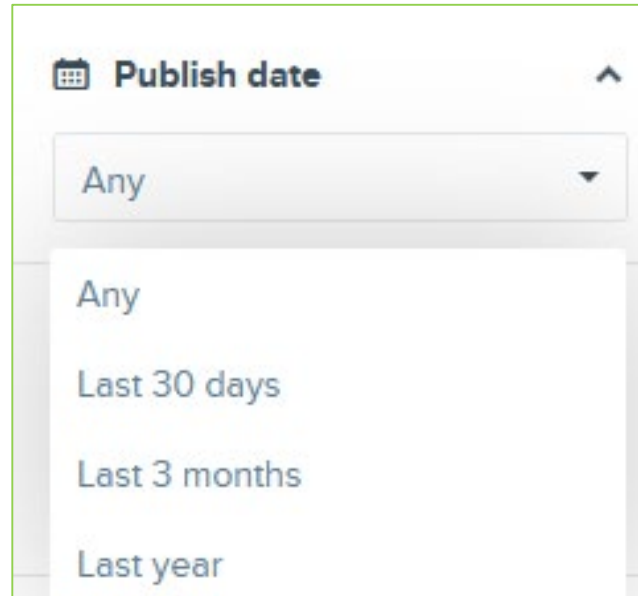 Publish date
Any
Any
Last 30 days
Last 3 months
Last year